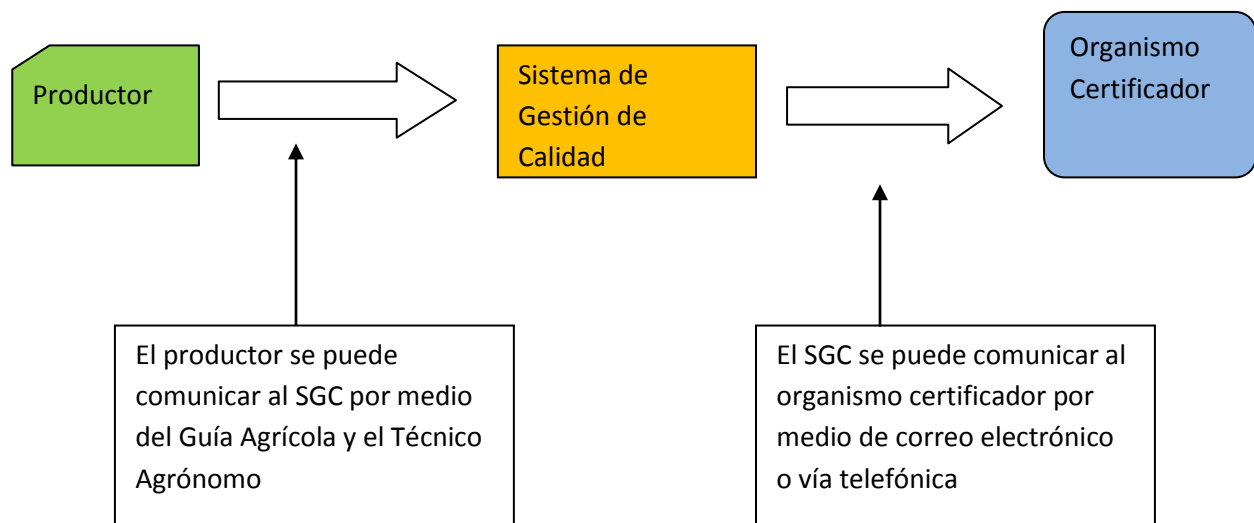 Productor
Sistema de
Gestión de
Calidad
Organismo
Certificador
El productor se puede
comunicar al SGC por medio
del Guía Agrícola y el Técnico
Agrónomo
El SGC se puede comunicar al
organismo certificador por
medio de correo electrónico
o vía telefónica